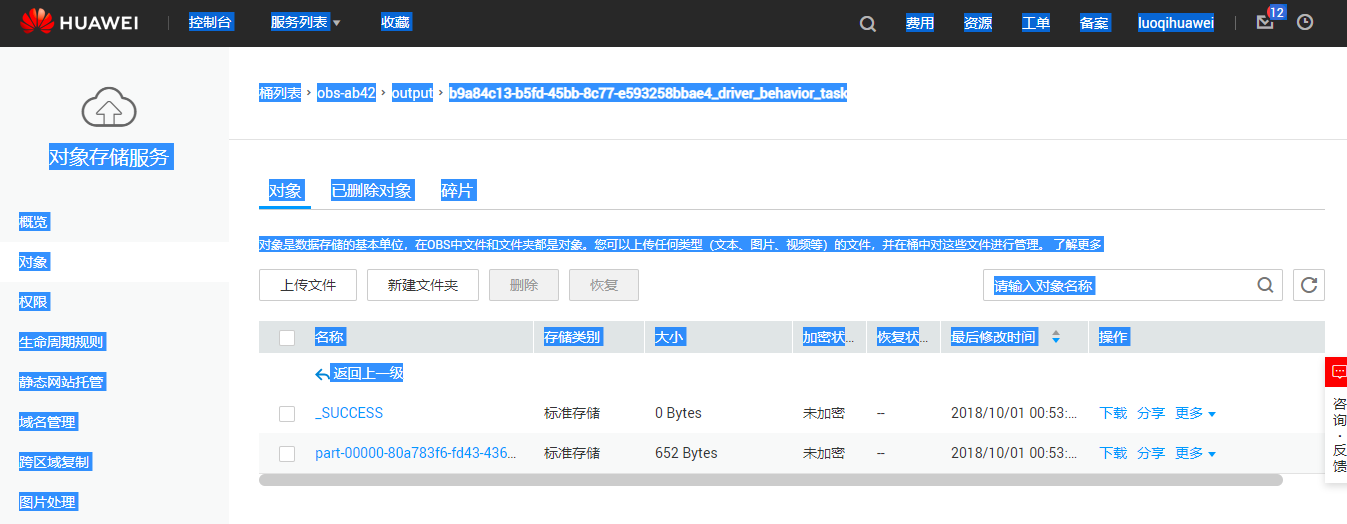 HUAWEI 控制台 服务列表 收藏 费用 资源 工单 备案 luoqihuawei 12
对象存储服务
概览
对象
权限
生命周期规则
静态网站托管
域名管理
跨区域复制
图片处理
桶列表 › obs-ab42 › output › b9a84c13-b5fd-45bb-8c77-e593258bbae4_driver_behavior_task
对象 已删除对象 碎片
对象是数据存储的基本单位，在OBS中文件和文件夹都是对象。您可以上传任何类型（文本、图片、视频等）的文件，并在桶中对这些文件进行管理。 了解更多
上传文件 新建文件夹 删除 恢复 请输入对象名称
名称 存储类别 大小 加密状... 恢复状... 最后修改时间 操作
返回上一级
_SUCCESS 标准存储 0 Bytes 未加密 -- 2018/10/01 00:53:... 下载 分享 更多
part-00000-80a783f6-fd43-436... 标准存储 652 Bytes 未加密 -- 2018/10/01 00:53:... 下载 分享 更多
咨
询
·
反
馈